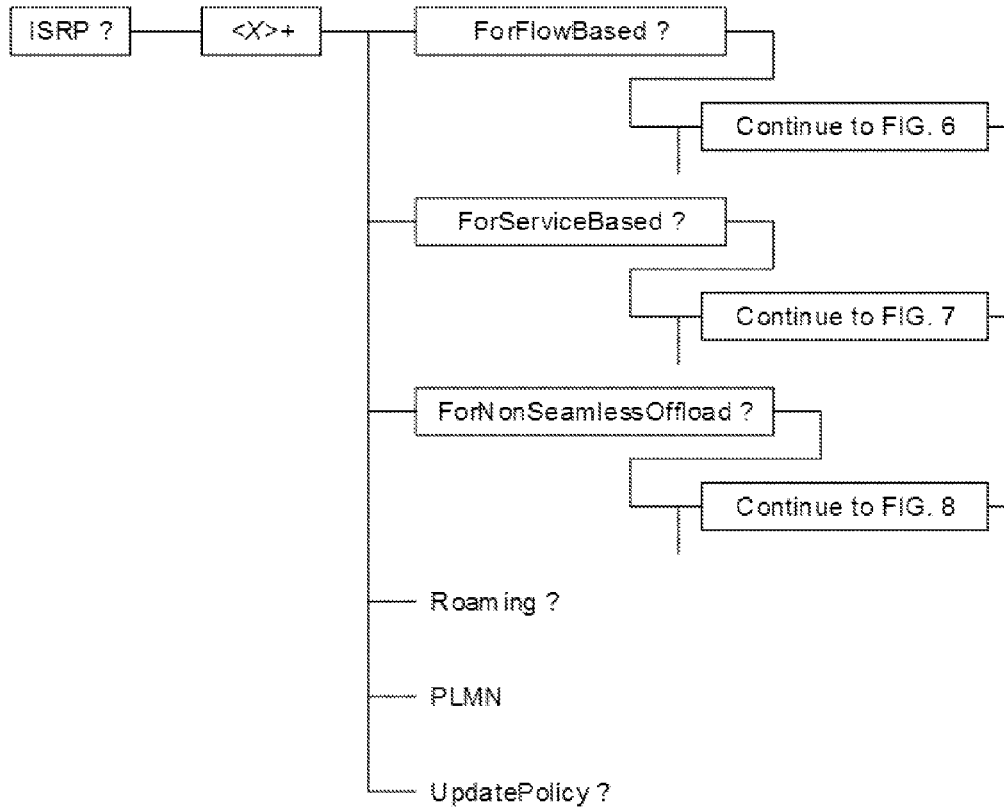 ISRP ?
<X>+
ForFlowBased ?
Continue to FIG. 6
ForServiceBased ?
Continue to FIG. 7
ForNonSeamlessOffload ?
Continue to FIG. 8
Roaming ?
PLMN
UpdatePolicy ?